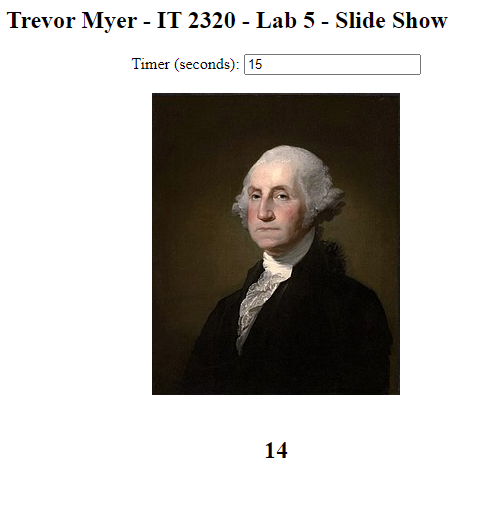 Trevor Myer - IT 2320 - Lab 5 - Slide Show
Timer (seconds): 15
14